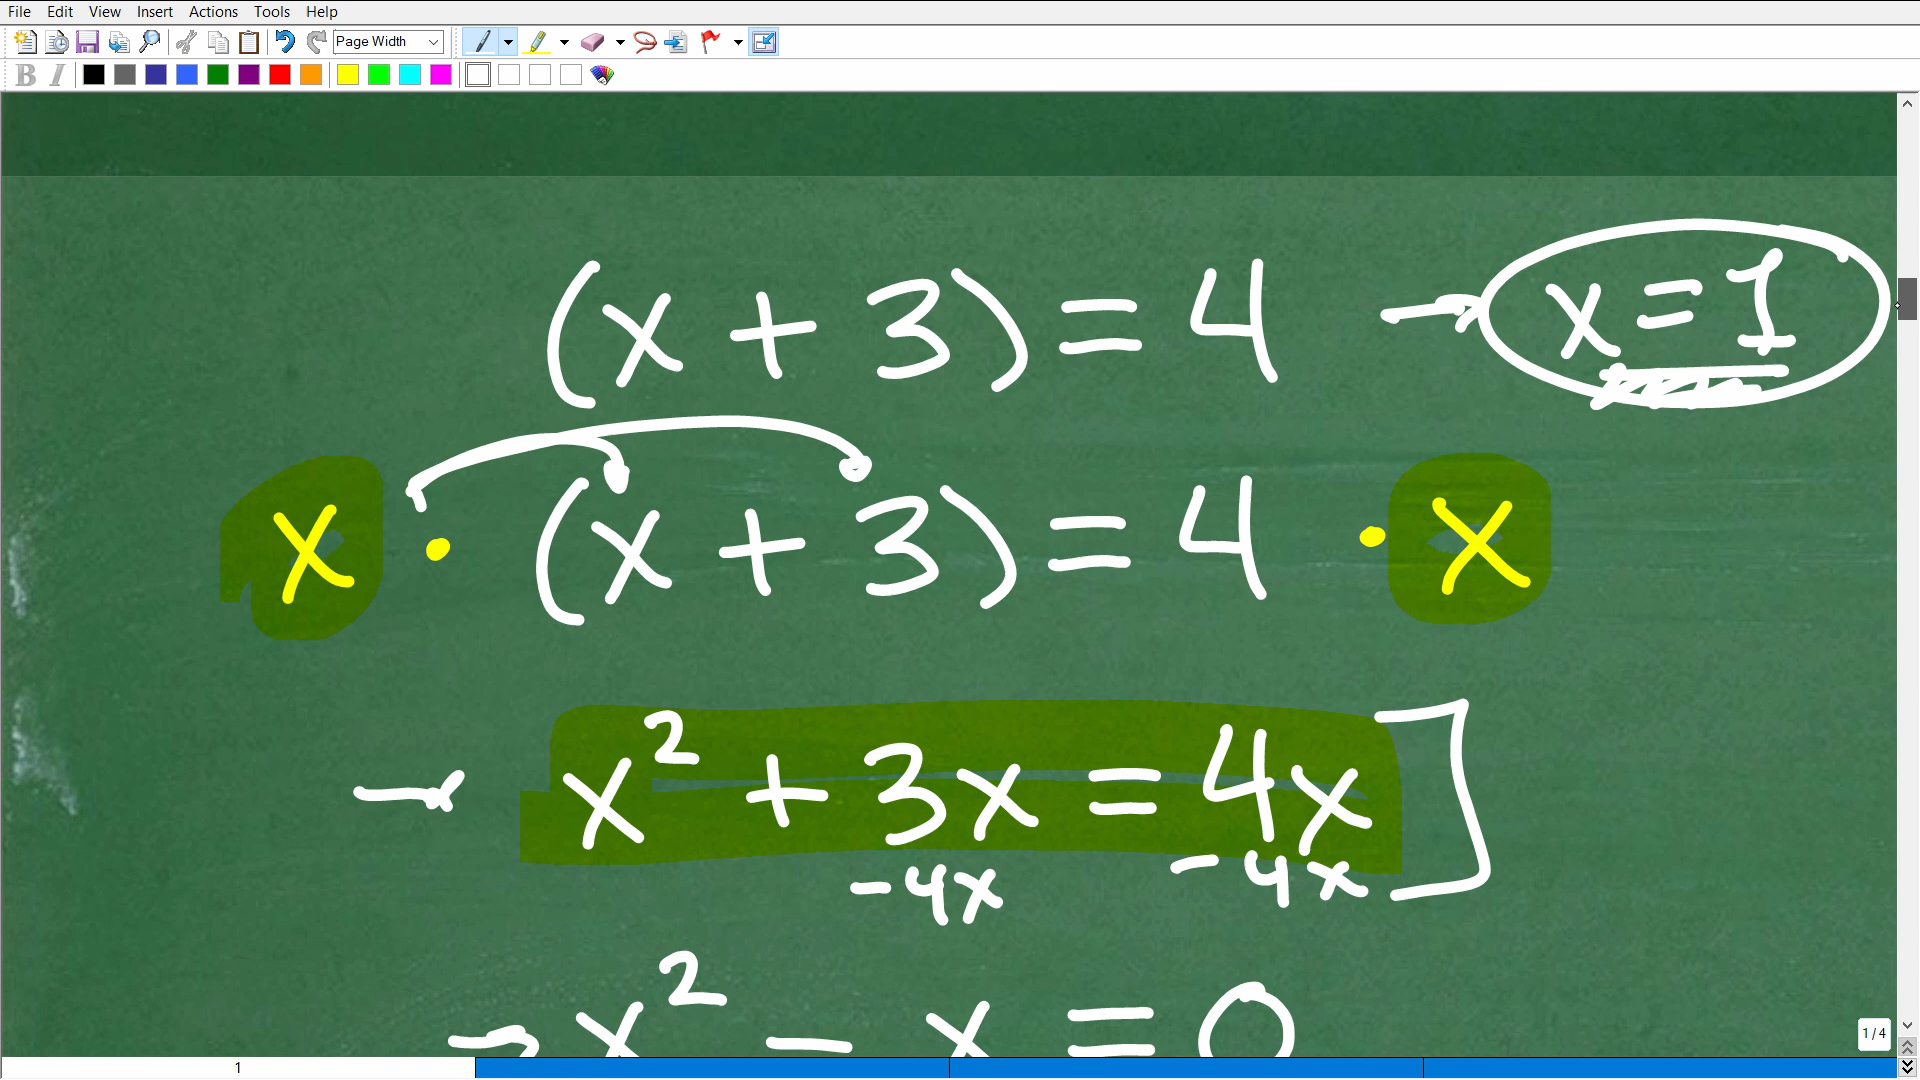 File Edit View Insert Actions Tools Help
Page Width
B I
(x + 3) = 4 → x = 1
x · (x + 3) = 4 · x
→ x² + 3x = 4x ]
-4x -4x
→ x² - x = 0
1 / 4
1